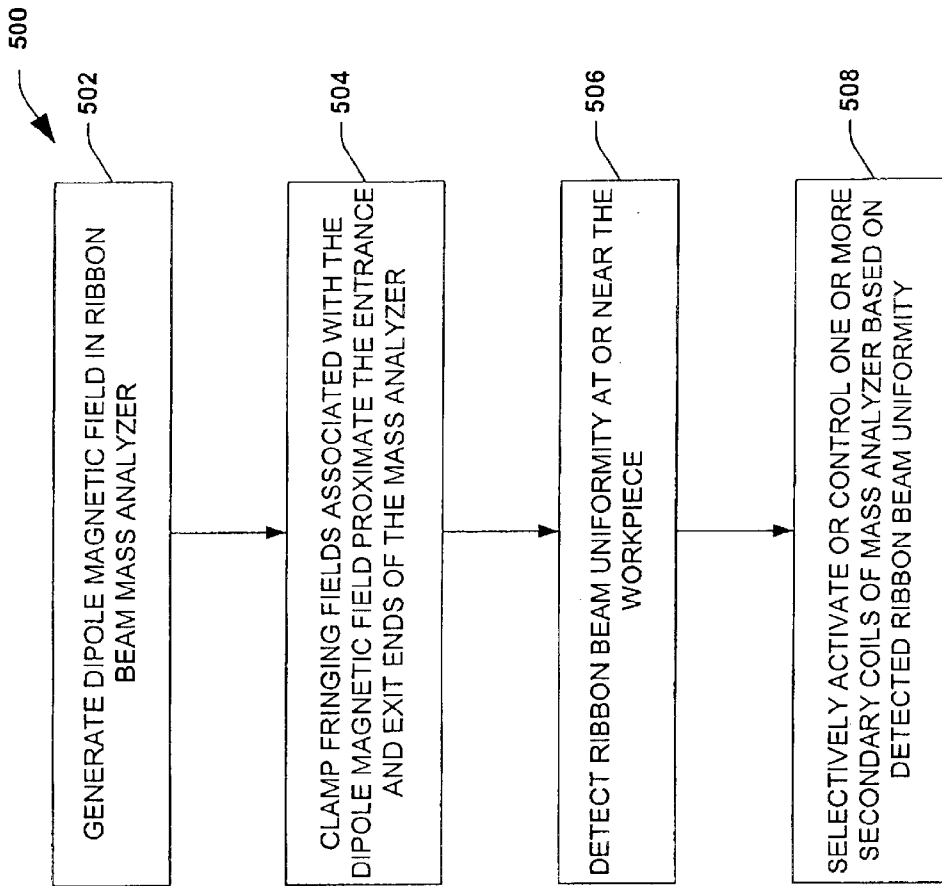 500
502
GENERATE DIPOLE MAGNETIC FIELD IN RIBBON
BEAM MASS ANALYZER
504
CLAMP FRINGING FIELDS ASSOCIATED WITH THE
DIPOLE MAGNETIC FIELD PROXIMATE THE ENTRANCE
AND EXIT ENDS OF THE MASS ANALYZER
506
DETECT RIBBON BEAM UNIFORMITY AT OR NEAR THE
WORKPIECE
508
SELECTIVELY ACTIVATE OR CONTROL ONE OR MORE
SECONDARY COILS OF MASS ANALYZER BASED ON
DETECTED RIBBON BEAM UNIFORMITY